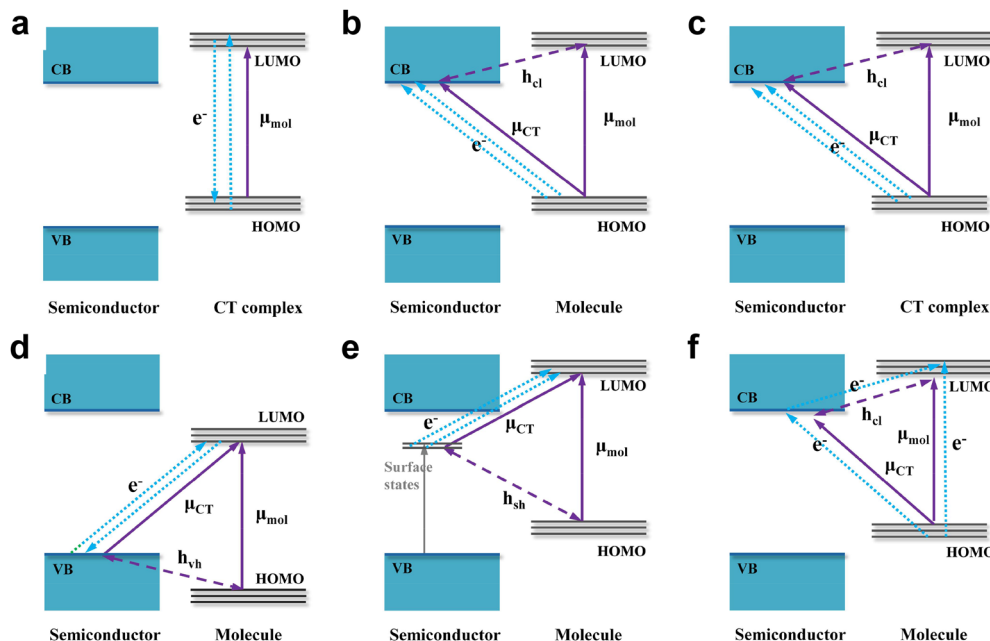 a
CB
LUMO
e-
μmol
HOMO
VB
Semiconductor
CT complex
b
CB
LUMO
hcl
μCT
μmol
e-
HOMO
VB
Semiconductor
Molecule
c
CB
LUMO
hcl
μCT
μmol
e-
HOMO
VB
Semiconductor
CT complex
d
CB
LUMO
e-
μCT
μmol
hvh
VB
HOMO
Semiconductor
Molecule
e
CB
LUMO
e-
μCT
Surface
states
μmol
hsh
HOMO
VB
Semiconductor
Molecule
f
CB
e-
LUMO
hcl
μmol
e-
e-
μCT
HOMO
VB
Semiconductor
Molecule